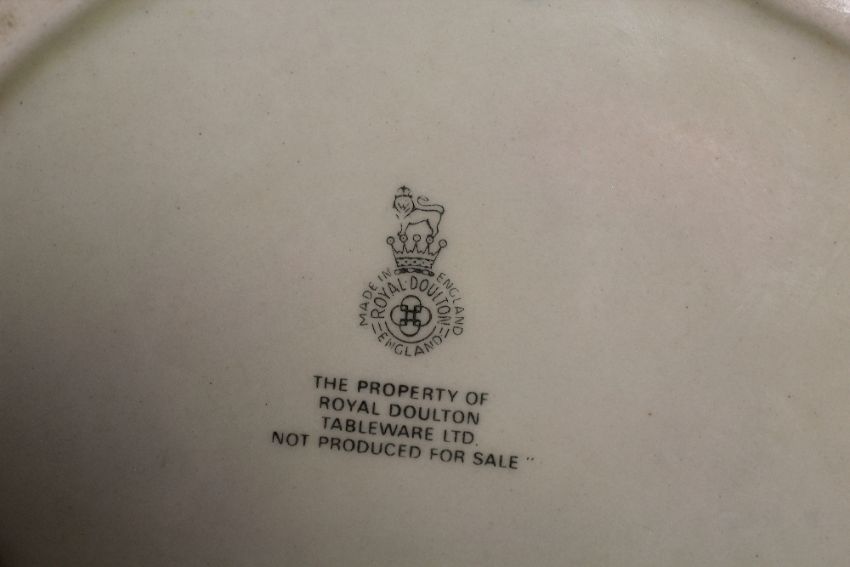 MADE IN ENGLAND
ROYAL DOULTON
ENGLAND
THE PROPERTY OF
ROYAL DOULTON
TABLEWARE LTD.
NOT PRODUCED FOR SALE "